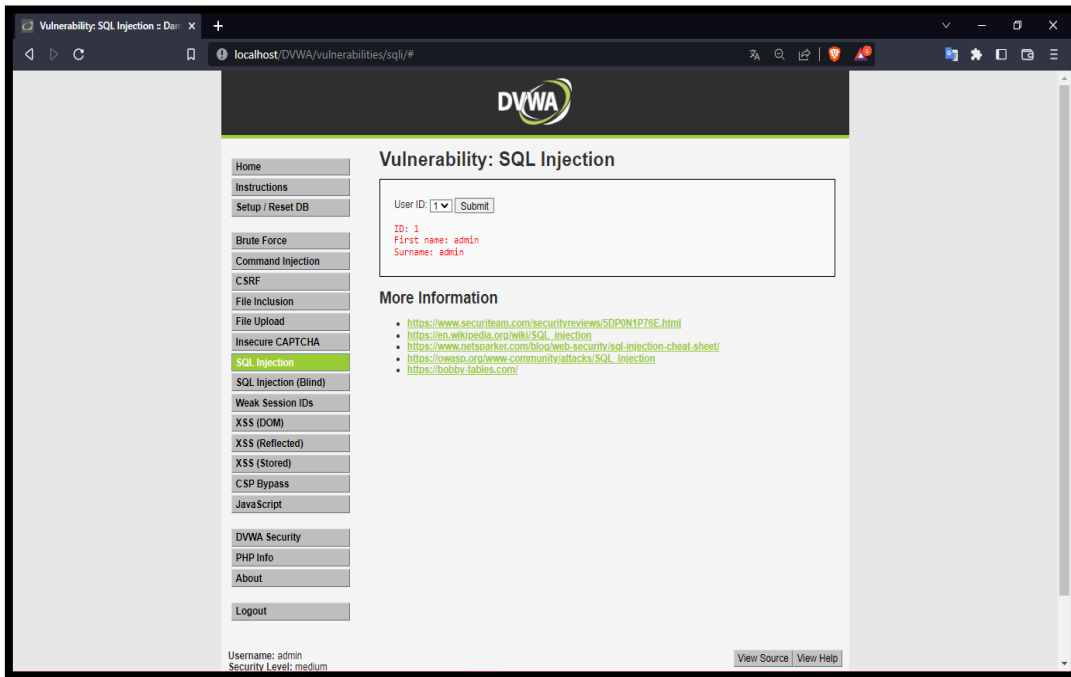 Vulnerability: SQL Injection :: Dam
localhost/DVWA/vulnerabilities/sqli/#
DVWA
Home
Instructions
Setup / Reset DB
Brute Force
Command Injection
CSRF
File Inclusion
File Upload
Insecure CAPTCHA
SQL Injection
SQL Injection (Blind)
Weak Session IDs
XSS (DOM)
XSS (Reflected)
XSS (Stored)
CSP Bypass
JavaScript
DVWA Security
PHP Info
About
Logout
Vulnerability: SQL Injection
User ID: 1 Submit
ID: 1
First name: admin
Surname: admin
More Information
https://www.securiteam.com/securityreviews/5DP0N1P76E.html
https://en.wikipedia.org/wiki/SQL_injection
https://www.netsparker.com/blog/web-security/sql-injection-cheat-sheet/
https://owasp.org/www-community/attacks/SQL_Injection
https://bobby-tables.com/
Username: admin
Security Level: medium
View Source View Help